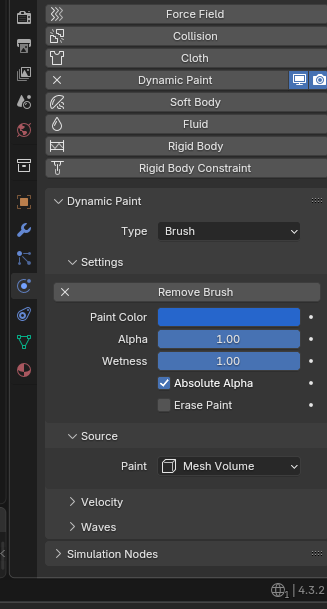 Force Field
Collision
Cloth
Dynamic Paint
Soft Body
Fluid
Rigid Body
Rigid Body Constraint
Dynamic Paint
Type Brush
Settings
Remove Brush
Paint Color
Alpha 1.00
Wetness 1.00
Absolute Alpha
Erase Paint
Source
Paint Mesh Volume
Velocity
Waves
Simulation Nodes
1 4.3.2